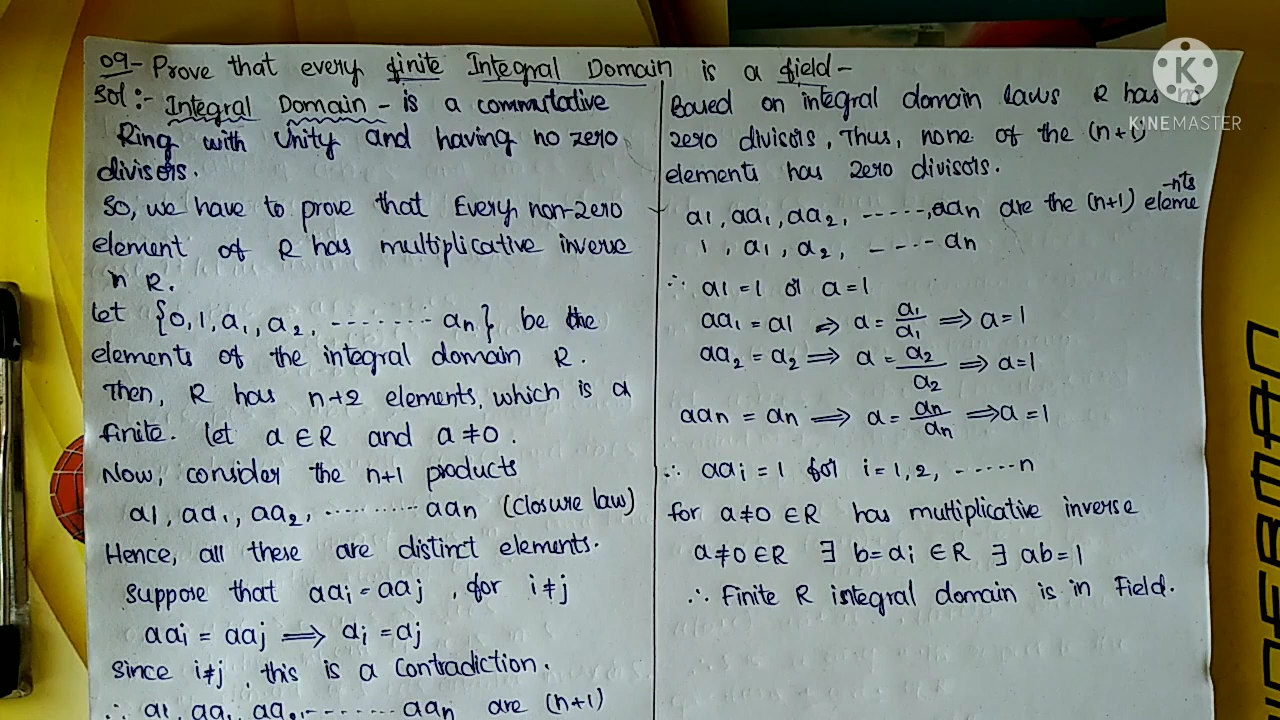 09- Prove that every finite Integral Domain is a field-
Sol:- Integral Domain - is a commutative
Ring with Unity and having no zero
divisors.
So, we have to prove that Every non-zero
element of R has multiplicative inverse
n R.
Let {0, 1, a₁, a₂, -------- an} be the
elements of the integral domain R.
Then, R has n+2 elements, which is a
finite. let a ∈ R and a ≠ 0.
Now, consider the n+1 products
a1, aa₁, aa₂, ---------- aan (closure law)
Hence, all these are distinct elements.
Suppose that aai = aaj, for i ≠ j
aai = aaj ⟹ ai = aj
Since i ≠ j, this is a contradiction.
∴ a1, aa₁, aa₂, -------- aan are (n+1)
Based on integral domain laws R has no
zero divisors, Thus, none of the (n+1)
elements has zero divisors.
a1, aa₁, aa₂, ------, aan are the (n+1) eleme-nts
1, a₁, a₂, ----- an
∴ a1 = 1 or a = 1
aa₁ = a1 ⇒ a = a₁/a₁ ⟹ a = 1
aa₂ = a₂ ⟹ a = a₂/a₂ ⟹ a = 1
aan = an ⟹ a = an/an ⟹ a = 1
∴ aai = 1 for i = 1, 2, ------ n
for a ≠ 0 ∈ R has multiplicative inverse
a ≠ 0 ∈ R ∃ b = ai ∈ R ∃ ab = 1
∴ Finite R integral domain is in Field.
K
KINEMASTER
IDERMAN